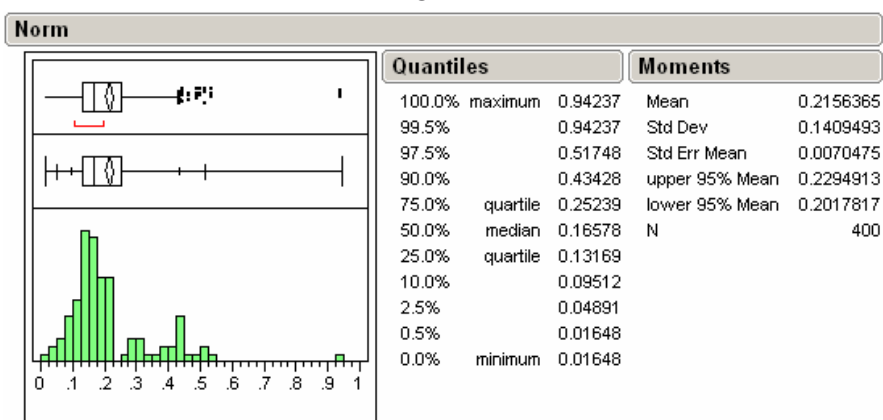 Norm
Quantiles
100.0% maximum 0.94237
99.5% 0.94237
97.5% 0.51748
90.0% 0.43428
75.0% quartile 0.25239
50.0% median 0.16578
25.0% quartile 0.13169
10.0% 0.09512
2.5% 0.04891
0.5% 0.01648
0.0% minimum 0.01648
Moments
Mean 0.2156365
Std Dev 0.1409493
Std Err Mean 0.0070475
upper 95% Mean 0.2294913
lower 95% Mean 0.2017817
N 400
0 .1 .2 .3 .4 .5 .6 .7 .8 .9 1